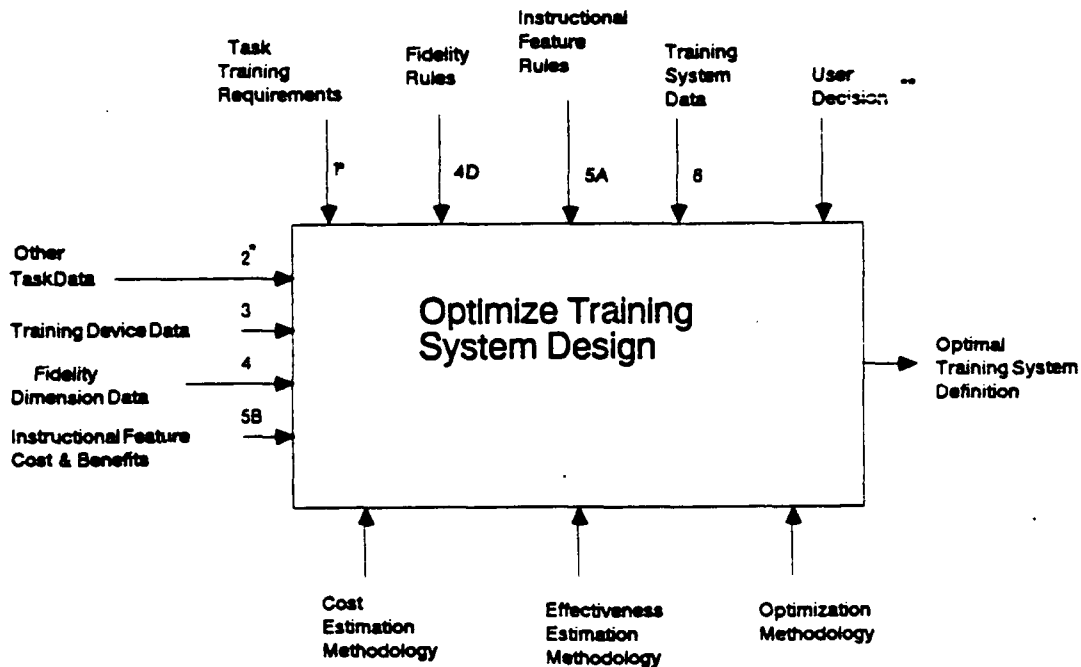 Task
Training
Requirements
Fidelity
Rules
Instructional
Feature
Rules
Training
System
Data
User
Decision **
1*
4D
5A
6
Other
TaskData
2*
Training Device Data
3
Fidelity
Dimension Data
4
Instructional Feature
Cost & Benefits
5B
Optimize Training
System Design
Optimal
Training System
Definition
Cost
Estimation
Methodology
Effectiveness
Estimation
Methodology
Optimization
Methodology